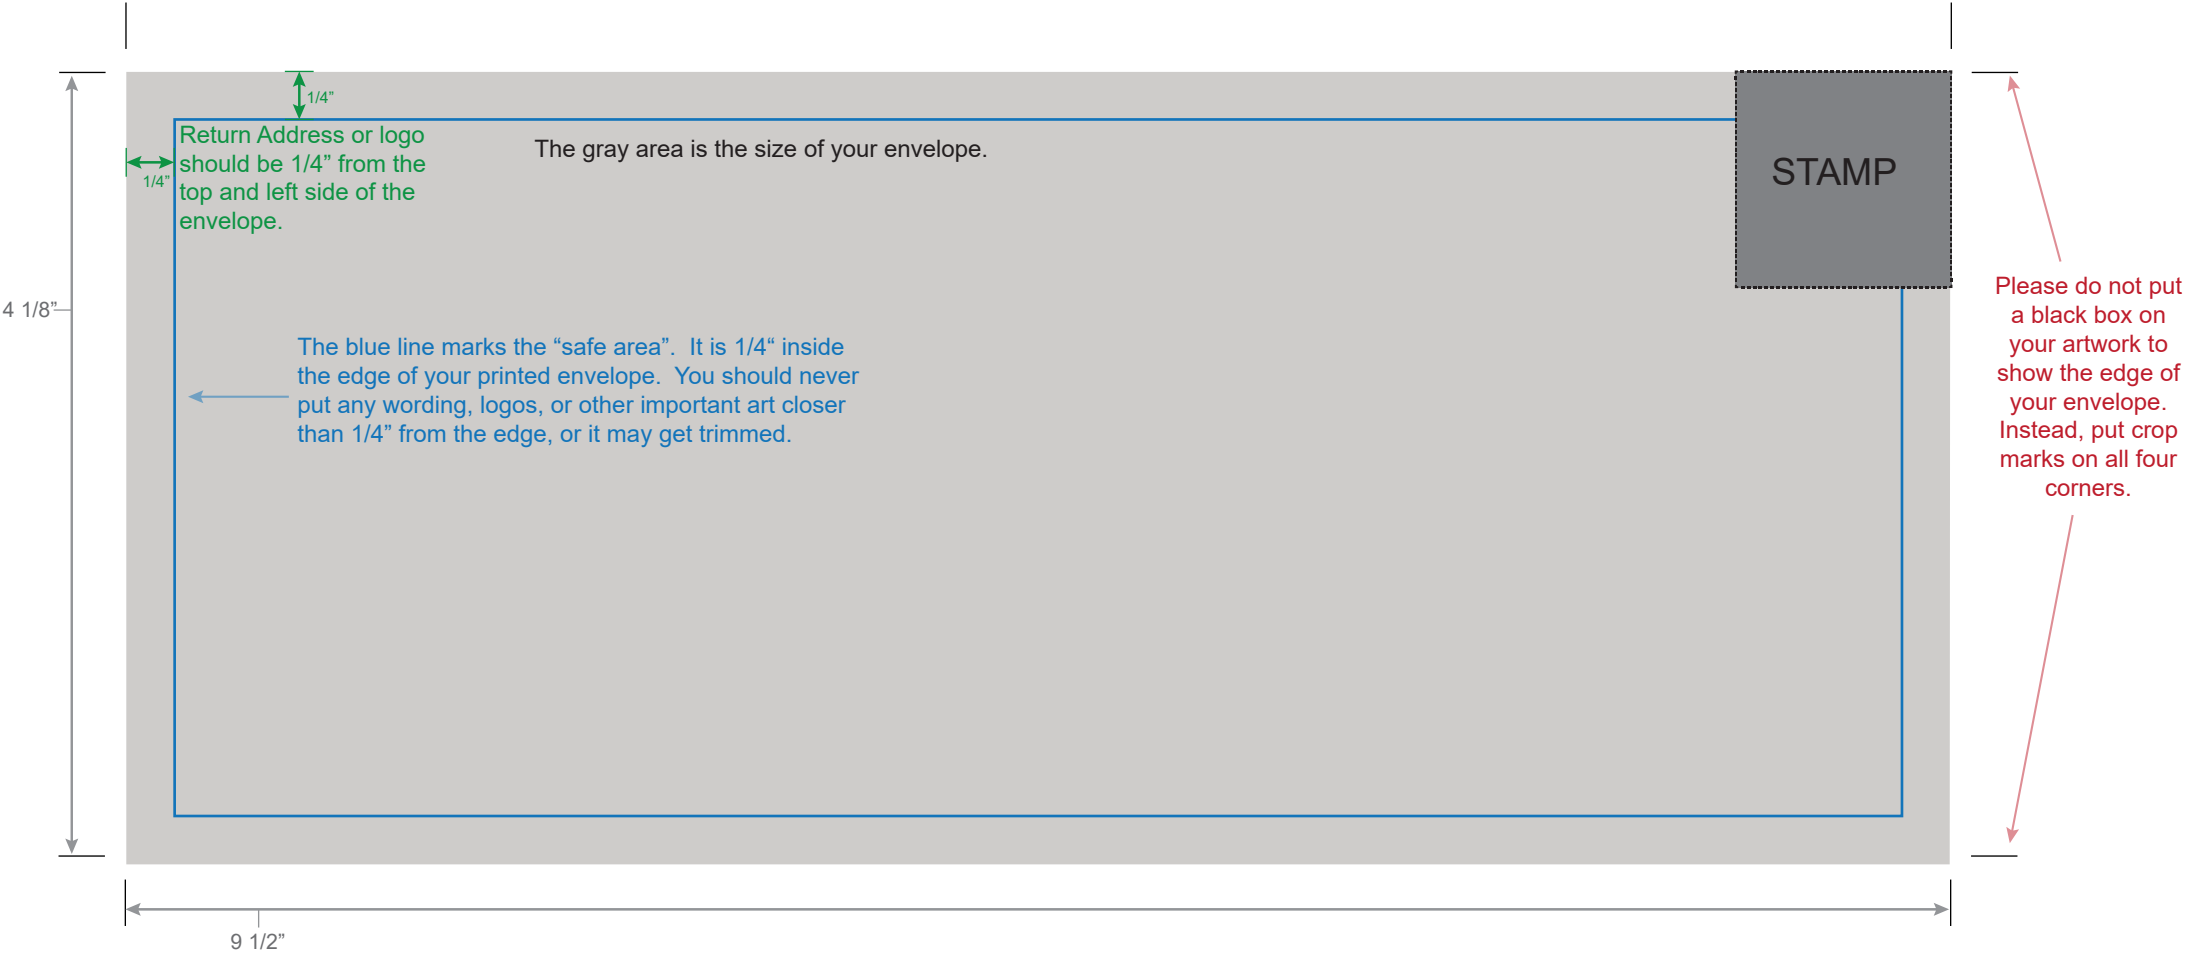 1/4”
Return Address or logo
should be 1/4” from the
top and left side of the
envelope.
1/4”
The gray area is the size of your envelope.
STAMP
4 1/8”
The blue line marks the “safe area”.  It is 1/4“ inside
the edge of your printed envelope.  You should never
put any wording, logos, or other important art closer
than 1/4” from the edge, or it may get trimmed.
Please do not put
a black box on
your artwork to
show the edge of
your envelope.
Instead, put crop
marks on all four
corners.
9 1/2”